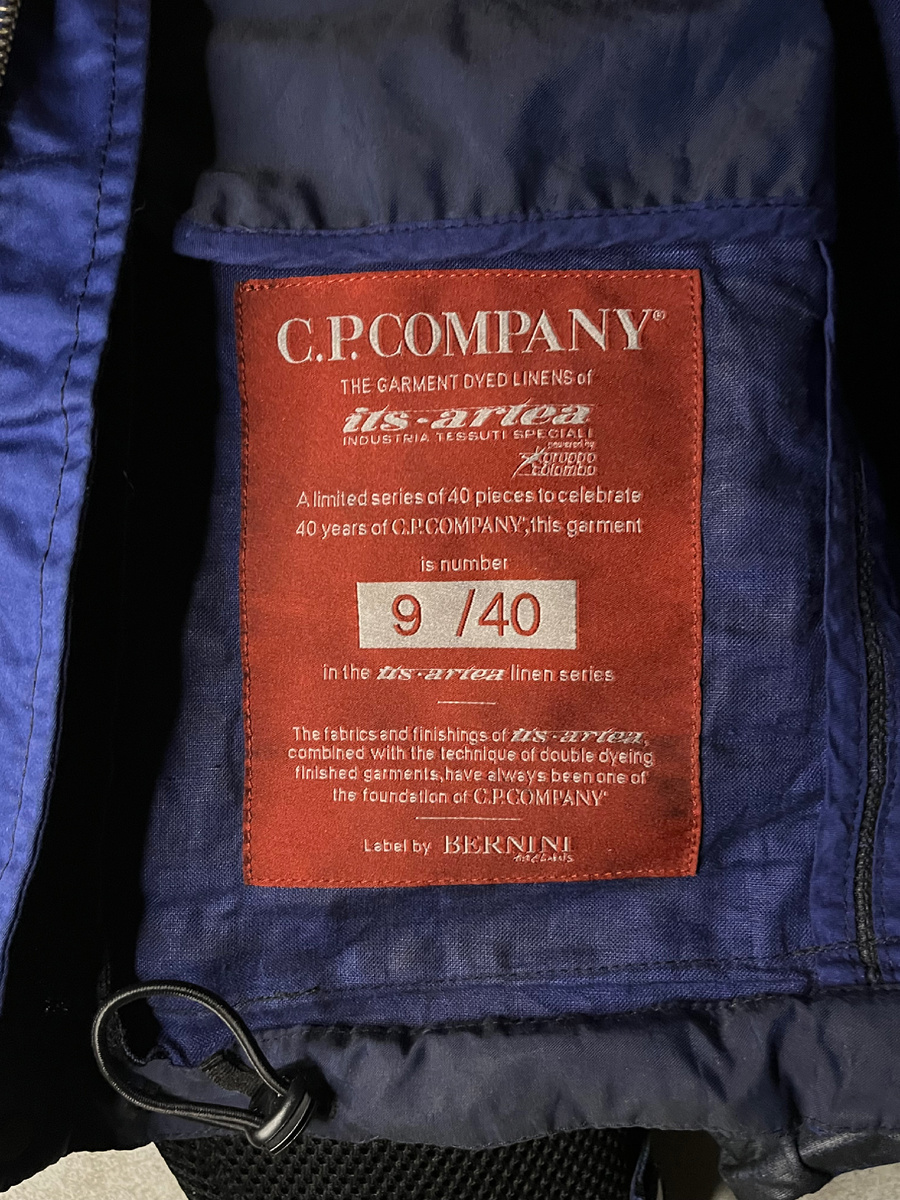 C.P.COMPANY®
THE GARMENT DYED LINENS of
its-artea
INDUSTRIA TESSUTI SPECIALI
powered by
gruppo
colombo
A limited series of 40 pieces to celebrate
40 years of C.P.COMPANY®, this garment
is number
9 /40
in the its-artea linen series
The fabrics and finishings of its-artea,
combined with the technique of double dyeing
finished garments, have always been one of
the foundation of C.P.COMPANY®
Label by BERNINI